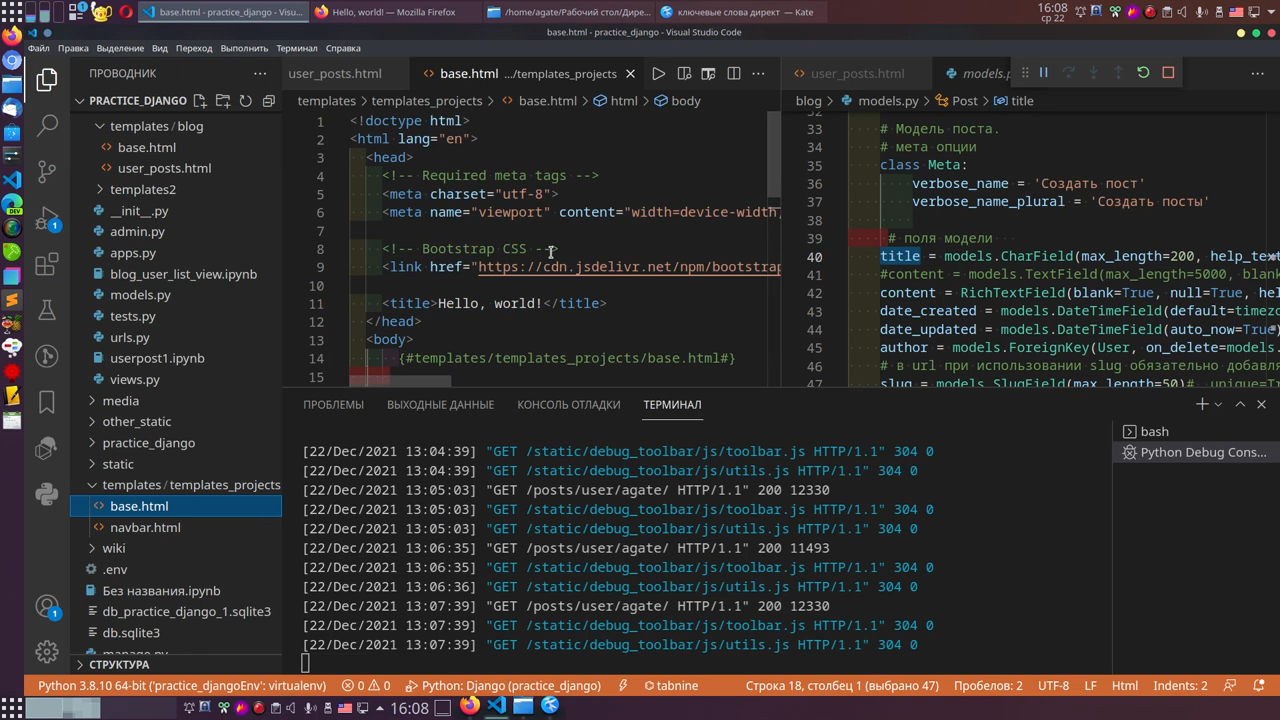 base.html - practice_django - Visu...
Hello, world! — Mozilla Firefox
/home/agate/Рабочий стол/Дире...
ключевые слова директ — Kate
16:08
ср 22
base.html - practice_django - Visual Studio Code
Файл Правка Выделение Вид Переход Выполнить Терминал Справка
ПРОВОДНИК
PRACTICE_DJANGO
templates / blog
base.html
user_posts.html
templates2
__init__.py
admin.py
apps.py
blog_user_list_view.ipynb
models.py
tests.py
urls.py
userpost1.ipynb
views.py
media
other_static
practice_django
static
templates / templates_projects
base.html
navbar.html
wiki
.env
Без названия.ipynb
db_practice_django_1.sqlite3
db.sqlite3
manage.py
СТРУКТУРА
user_posts.html
base.html .../templates_projects
templates > templates_projects > base.html > html > body
1 <!doctype html>
2 <html lang="en">
3 <head>
4 <!-- Required meta tags -->
5 <meta charset="utf-8">
6 <meta name="viewport" content="width=device-width,
7
8 <!-- Bootstrap CSS -->
9 <link href="https://cdn.jsdelivr.net/npm/bootstrap
10
11 <title>Hello, world!</title>
12 </head>
13 <body>
14 {#templates/templates_projects/base.html#}
15
user_posts.html
models.py
blog > models.py > Post > title
32
33 # Модель поста.
34 # мета опции
35 class Meta:
36 verbose_name = 'Создать пост'
37 verbose_name_plural = 'Создать посты'
38
39 # поля модели
40 title = models.CharField(max_length=200, help_text
41 #content = models.TextField(max_length=5000, blank
42 content = RichTextField(blank=True, null=True, hel
43 date_created = models.DateTimeField(default=timezo
44 date_updated = models.DateTimeField(auto_now=True)
45 author = models.ForeignKey(User, on_delete=models.
46 # в url при использовании slug обязательно добавля
47 slug = models.SlugField(max_length=50)# unique=Tr
ПРОБЛЕМЫ ВЫХОДНЫЕ ДАННЫЕ КОНСОЛЬ ОТЛАДКИ ТЕРМИНАЛ
[22/Dec/2021 13:04:39] "GET /static/debug_toolbar/js/toolbar.js HTTP/1.1" 304 0
[22/Dec/2021 13:04:39] "GET /static/debug_toolbar/js/utils.js HTTP/1.1" 304 0
[22/Dec/2021 13:05:03] "GET /posts/user/agate/ HTTP/1.1" 200 12330
[22/Dec/2021 13:05:03] "GET /static/debug_toolbar/js/toolbar.js HTTP/1.1" 304 0
[22/Dec/2021 13:05:03] "GET /static/debug_toolbar/js/utils.js HTTP/1.1" 304 0
[22/Dec/2021 13:06:35] "GET /posts/user/agate/ HTTP/1.1" 200 11493
[22/Dec/2021 13:06:35] "GET /static/debug_toolbar/js/toolbar.js HTTP/1.1" 304 0
[22/Dec/2021 13:06:36] "GET /static/debug_toolbar/js/utils.js HTTP/1.1" 304 0
[22/Dec/2021 13:07:39] "GET /posts/user/agate/ HTTP/1.1" 200 12330
[22/Dec/2021 13:07:39] "GET /static/debug_toolbar/js/toolbar.js HTTP/1.1" 304 0
[22/Dec/2021 13:07:39] "GET /static/debug_toolbar/js/utils.js HTTP/1.1" 304 0
bash
Python Debug Cons...
Python 3.8.10 64-bit ('practice_djangoEnv': virtualenv) 0 0 Python: Django (practice_django) tabnine Строка 18, столбец 1 (выбрано 47) Пробелов: 2 UTF-8 LF Html Indents: 2
16:08